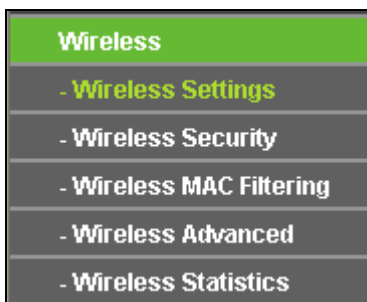 Wireless
- Wireless Settings
- Wireless Security
- Wireless MAC Filtering
- Wireless Advanced
- Wireless Statistics